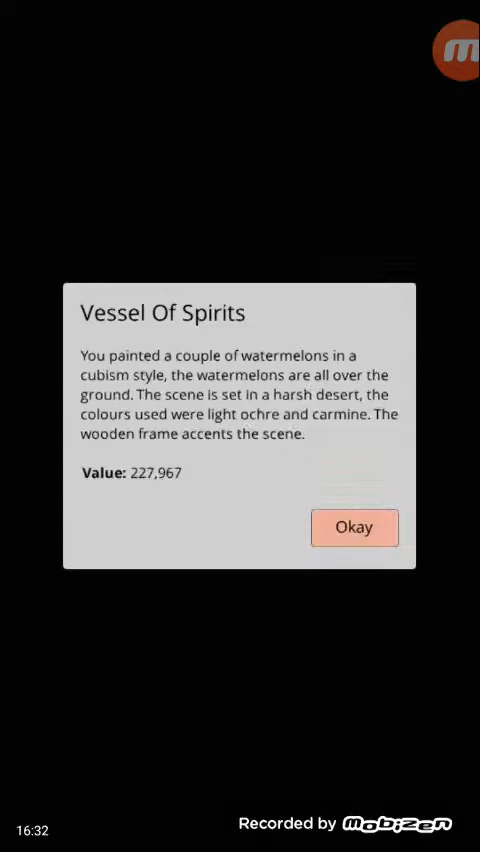 Vessel Of Spirits
You painted a couple of watermelons in a
cubism style, the watermelons are all over the
ground. The scene is set in a harsh desert, the
colours used were light ochre and carmine. The
wooden frame accents the scene.
Value: 227,967
Okay
Recorded by mobizen
16:32